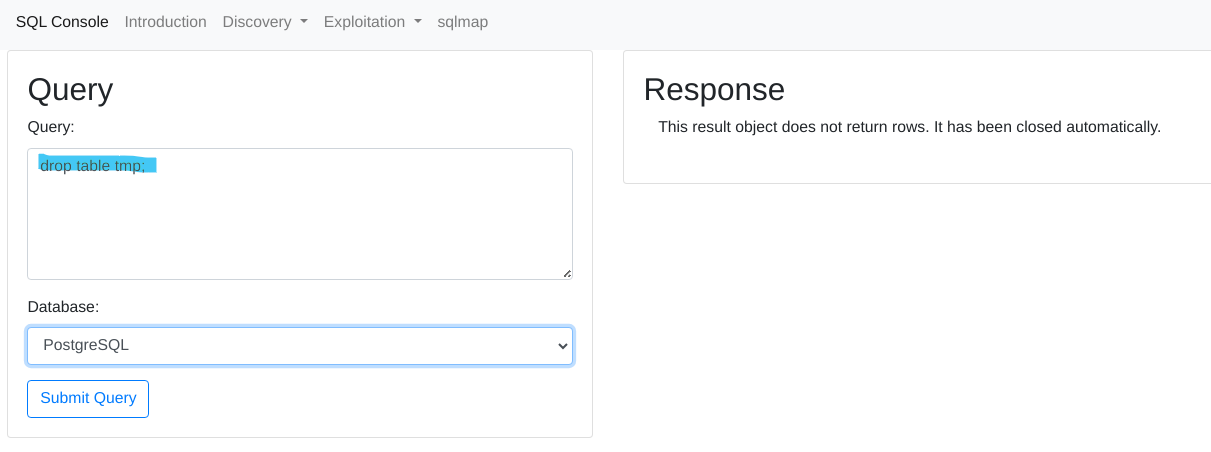 SQL Console Introduction Discovery Exploitation sqlmap
Query
Query:
drop table tmp;
Database:
PostgreSQL
Submit Query
Response
This result object does not return rows. It has been closed automatically.